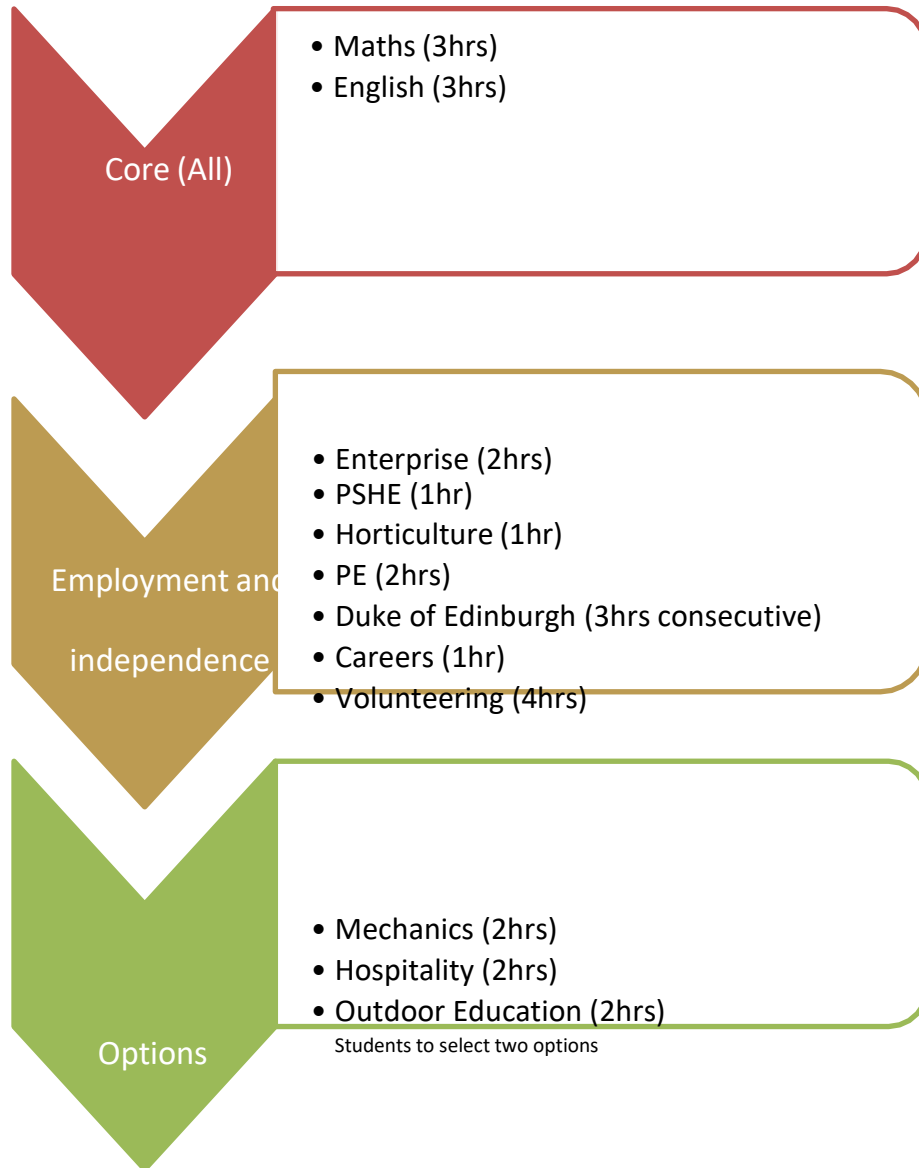 • Maths (3hrs)
• English (3hrs)
Core (All)
• Enterprise (2hrs)
• PSHE (1hr)
• Horticulture (1hr)
• PE (2hrs)
• Duke of Edinburgh (3hrs consecutive)
• Careers (1hr)
• Volunteering (4hrs)
Employment and
independence
• Mechanics (2hrs)
• Hospitality (2hrs)
• Outdoor Education (2hrs)
Students to select two options
Options